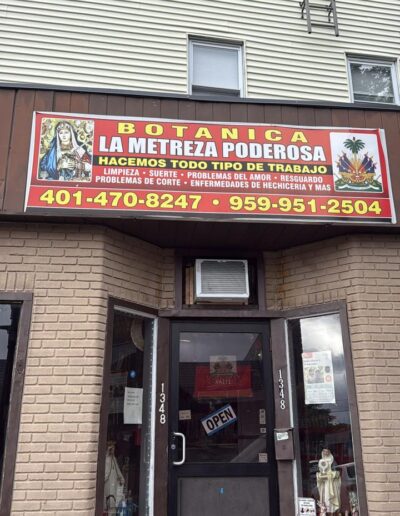 BOTANICA
LA METREZA PODEROSA
HACEMOS TODO TIPO DE TRABAJO
LIMPIEZA • SUERTE • PROBLEMAS DEL AMOR • RESGUARDO
PROBLEMAS DE CORTE • ENFERMEDADES DE HECHICERIA Y MAS
401-470-8247 • 959-951-2504
1348
1348
OPEN